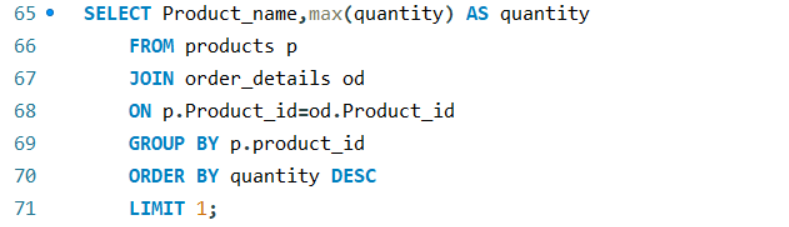 65 SELECT Product_name,max(quantity) AS quantity
66 FROM products p
67 JOIN order_details od
68 ON p.Product_id=od.Product_id
69 GROUP BY p.product_id
70 ORDER BY quantity DESC
71 LIMIT 1;